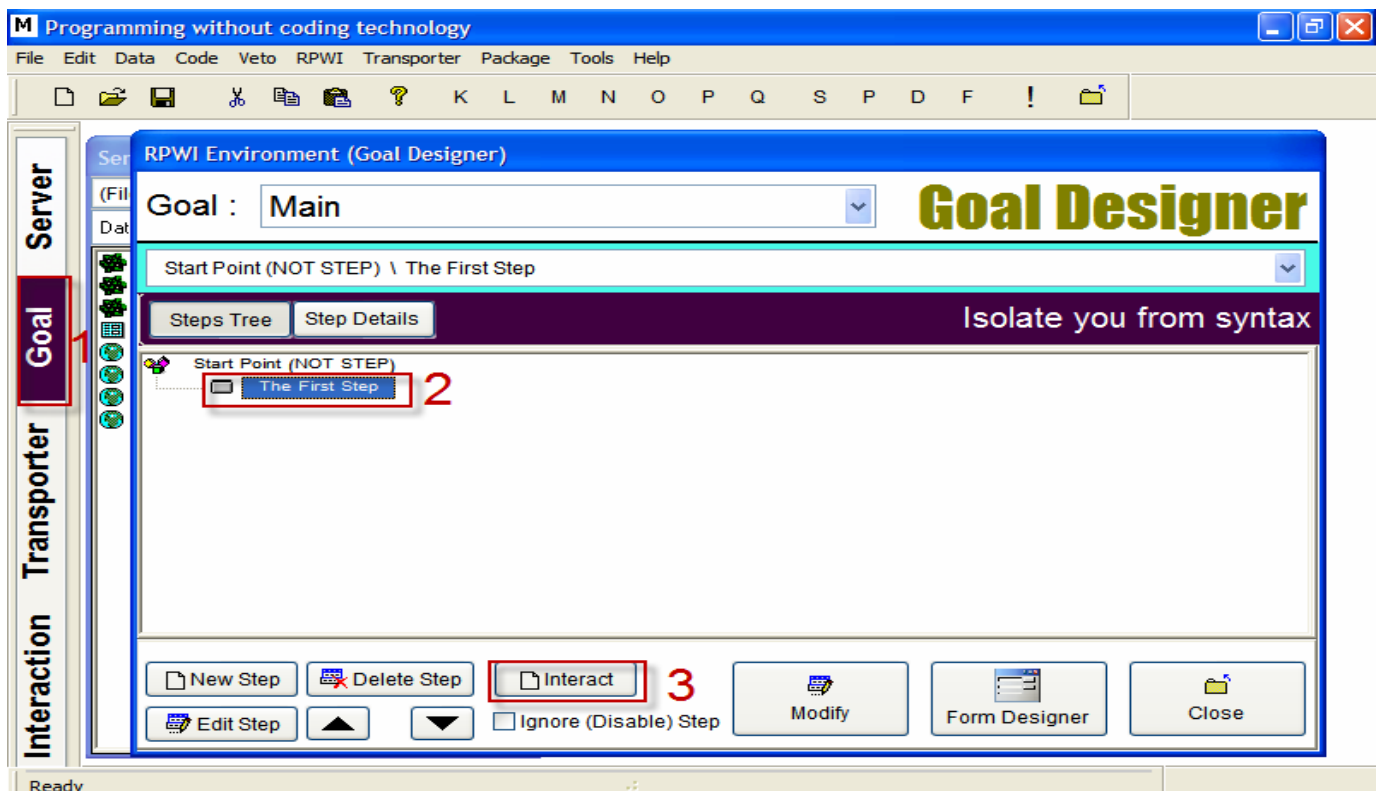 M Programming without coding technology
File Edit Data Code Veto RPWI Transporter Package Tools Help
K L M N O P Q S P D F !
Server
Goal
Transporter
Interaction
1
Ser
(Fil
Dat
RPWI Environment (Goal Designer)
Goal : Main
Goal Designer
Start Point (NOT STEP) \ The First Step
Steps Tree Step Details Isolate you from syntax
Start Point (NOT STEP)
The First Step 2
New Step Delete Step Interact 3
Edit Step Ignore (Disable) Step
Modify Form Designer Close
Ready